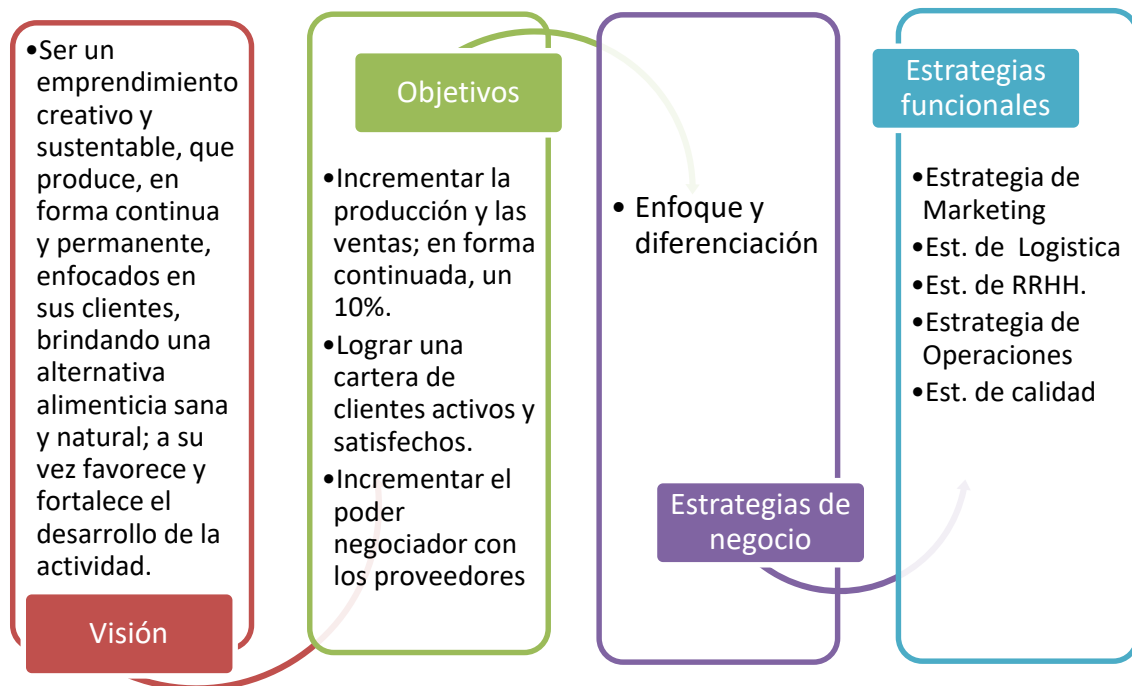 •Ser un
emprendimiento
creativo y
sustentable, que
produce, en
forma continua
y permanente,
enfocados en
sus clientes,
brindando una
alternativa
alimenticia sana
y natural; a su
vez favorece y
fortalece el
desarrollo de la
actividad.
Visión
Objetivos
•Incrementar la
producción y las
ventas; en forma
continuada, un
10%.
•Lograr una
cartera de
clientes activos y
satisfechos.
•Incrementar el
poder
negociador con
los proveedores
• Enfoque y
diferenciación
Estrategias de
negocio
Estrategias
funcionales
•Estrategia de
Marketing
•Est. de Logistica
•Est. de RRHH.
•Estrategia de
Operaciones
•Est. de calidad